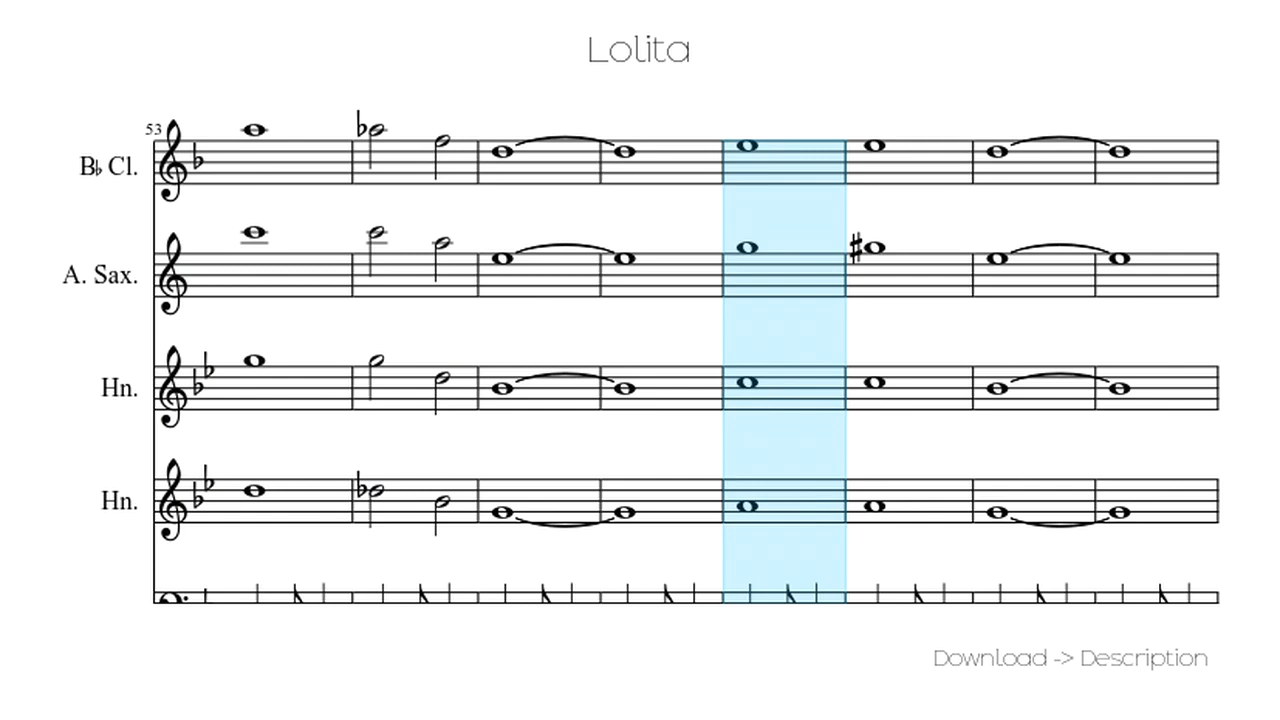 Lolita
53
B♭ Cl.
A. Sax.
Hn.
Hn.
Download -> Description